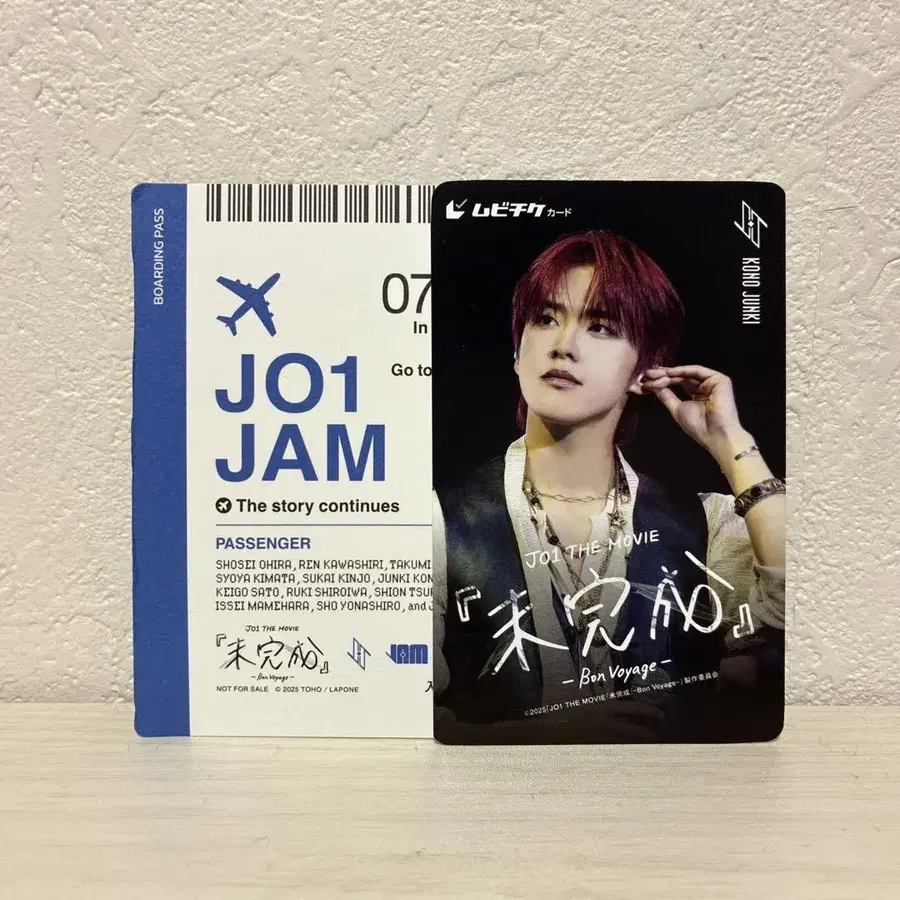 BOARDING PASS
07
In
Go to
JO1
JAM
The story continues
PASSENGER
SHOSEI OHIRA, REN KAWASHIRI, TAKUMI
SYOYA KIMATA, SUKAI KINJO, JUNKI KON
KEIGO SATO, RUKI SHIROIWA, SHION TSU
ISSEI MAMEHARA, SHO YONASHIRO, and J
JO1 THE MOVIE
『未完成』
-Bon Voyage-
JAM
NOT FOR SALE © 2025 TOHO / LAPONE
ムビチケカード
KONO JUNKI
JO1 THE MOVIE
『未完成』
-Bon Voyage-
©2025「JO1 THE MOVIE『未完成』-Bon Voyage-」製作委員会